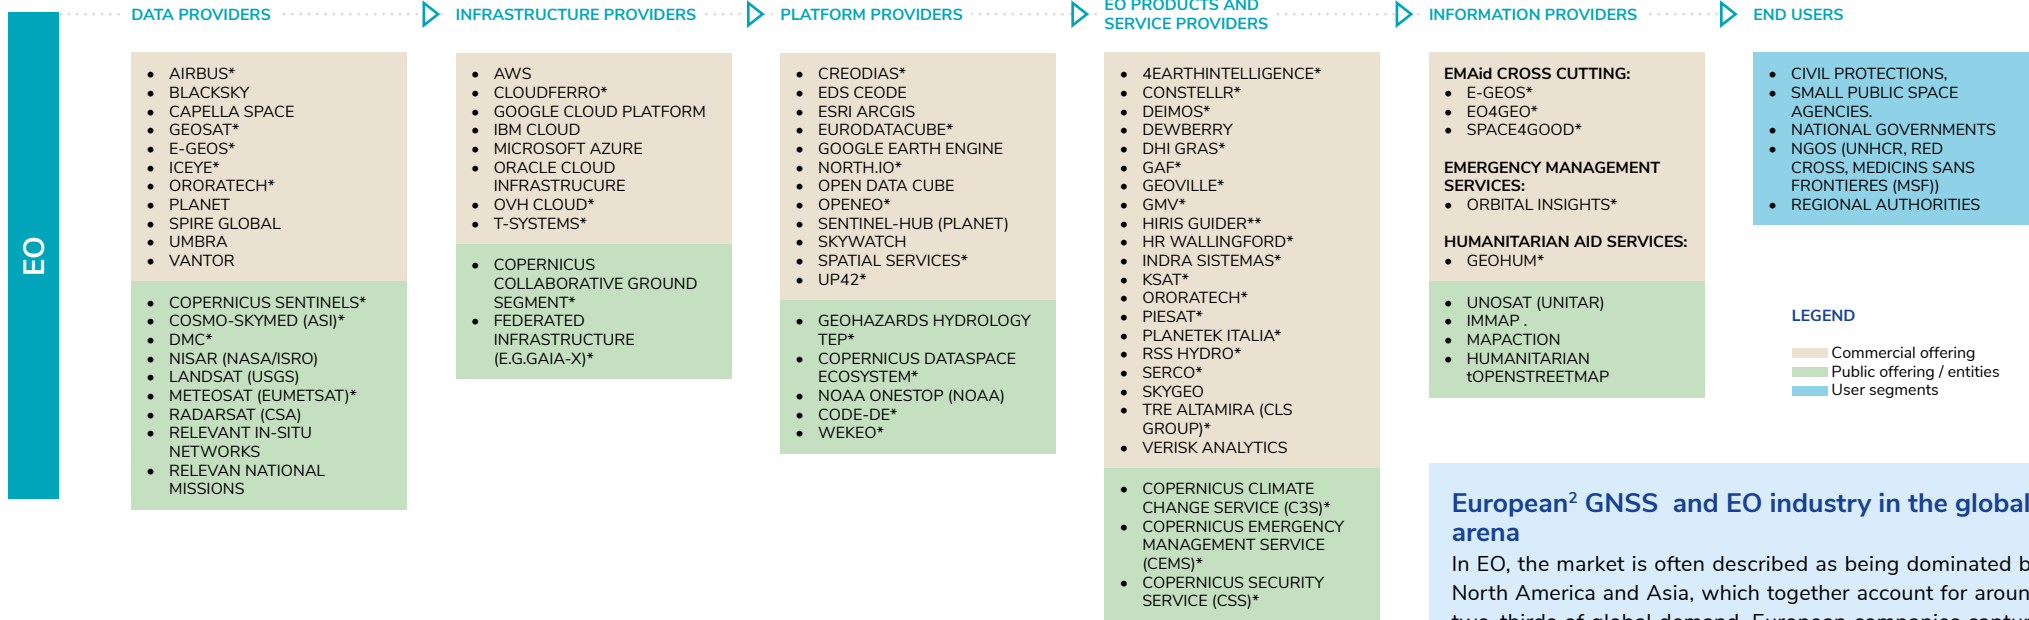 EO
DATA PROVIDERS
• AIRBUS*
• BLACKSKY
• CAPELLA SPACE
• GEOSAT*
• E-GEOS*
• ICEYE*
• ORORATECH*
• PLANET
• SPIRE GLOBAL
• UMBRA
• VANTOR
• COPERNICUS SENTINELS*
• COSMO-SKYMED (ASI)*
• DMC*
• NISAR (NASA/ISRO)
• LANDSAT (USGS)
• METEOSAT (EUMETSAT)*
• RADARSAT (CSA)
• RELEVANT IN-SITU
NETWORKS
• RELEVAN NATIONAL
MISSIONS
INFRASTRUCTURE PROVIDERS
• AWS
• CLOUDFERRO*
• GOOGLE CLOUD PLATFORM
• IBM CLOUD
• MICROSOFT AZURE
• ORACLE CLOUD
INFRASTRUCURE
• OVH CLOUD*
• T-SYSTEMS*
• COPERNICUS
COLLABORATIVE GROUND
SEGMENT*
• FEDERATED
INFRASTRUCTURE
(E.G.GAIA-X)*
PLATFORM PROVIDERS
• CREODIAS*
• EDS CEODE
• ESRI ARCGIS
• EURODATACUBE*
• GOOGLE EARTH ENGINE
• NORTH.IO*
• OPEN DATA CUBE
• OPENEO*
• SENTINEL-HUB (PLANET)
• SKYWATCH
• SPATIAL SERVICES*
• UP42*
• GEOHAZARDS HYDROLOGY
TEP*
• COPERNICUS DATASPACE
ECOSYSTEM*
• NOAA ONESTOP (NOAA)
• CODE-DE*
• WEKEO*
EO PRODUCTS AND
SERVICE PROVIDERS
• 4EARTHINTELLIGENCE*
• CONSTELLR*
• DEIMOS*
• DEWBERRY
• DHI GRAS*
• GAF*
• GEOVILLE*
• GMV*
• HIRIS GUIDER**
• HR WALLINGFORD*
• INDRA SISTEMAS*
• KSAT*
• ORORATECH*
• PIESAT*
• PLANETEK ITALIA*
• RSS HYDRO*
• SERCO*
• SKYGEO
• TRE ALTAMIRA (CLS
GROUP)*
• VERISK ANALYTICS
• COPERNICUS CLIMATE
CHANGE SERVICE (C3S)*
• COPERNICUS EMERGENCY
MANAGEMENT SERVICE
(CEMS)*
• COPERNICUS SECURITY
SERVICE (CSS)*
INFORMATION PROVIDERS
EMAid CROSS CUTTING:
• E-GEOS*
• EO4GEO*
• SPACE4GOOD*
EMERGENCY MANAGEMENT
SERVICES:
• ORBITAL INSIGHTS*
HUMANITARIAN AID SERVICES:
• GEOHUM*
• UNOSAT (UNITAR)
• IMMAP .
• MAPACTION
• HUMANITARIAN
tOPENSTREETMAP
END USERS
• CIVIL PROTECTIONS,
• SMALL PUBLIC SPACE
AGENCIES.
• NATIONAL GOVERNMENTS
• NGOS (UNHCR, RED
CROSS, MEDICINS SANS
FRONTIERES (MSF))
• REGIONAL AUTHORITIES
LEGEND
Commercial offering
Public offering / entities
User segments
European² GNSS and EO industry in the global
arena
In EO, the market is often described as being dominated
North America and Asia, which together account for
two-thirds of global demand. European companies